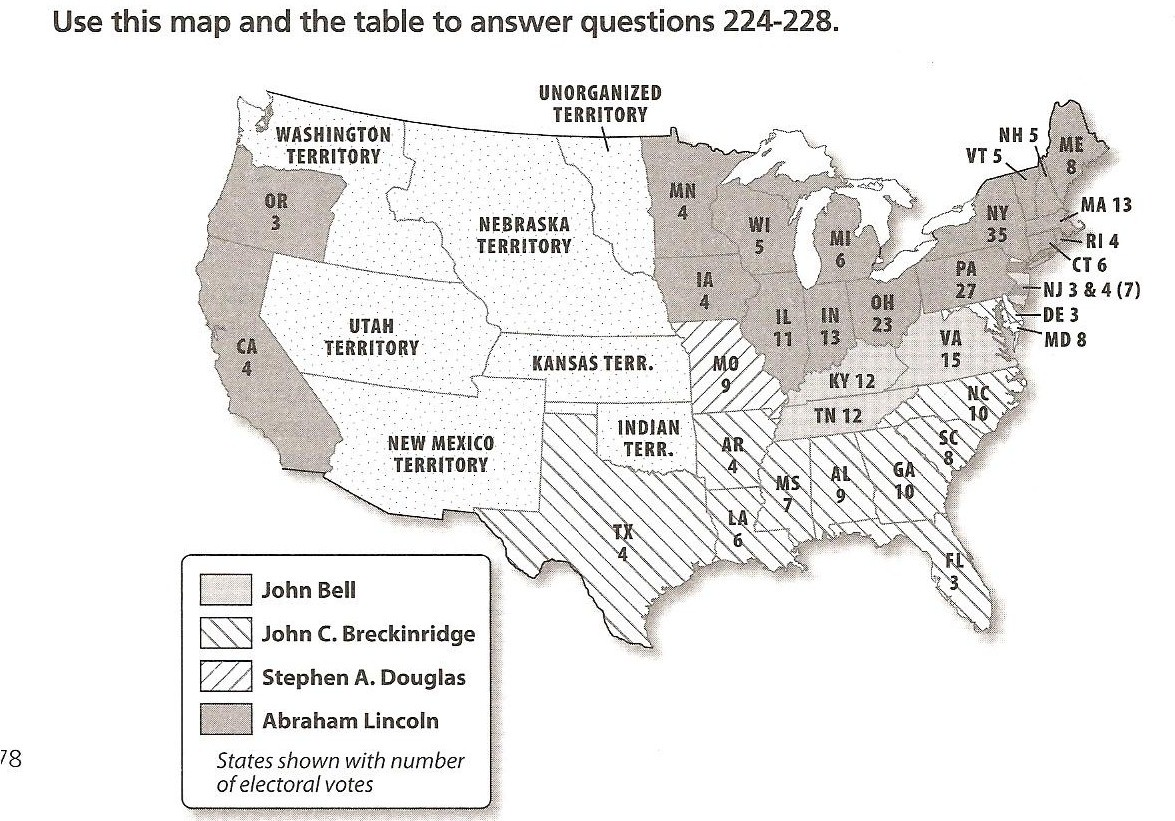 Use this map and the table to answer questions 224-228.
UNORGANIZED
TERRITORY
WASHINGTON
TERRITORY
NH 5
VT 5
ME
8
OR
3
MN
4
NEBRASKA
TERRITORY
WI
5
MI
6
NY
35
MA 13
RI 4
CT 6
PA
27
NJ 3 & 4 (7)
DE 3
MD 8
IA
4
OH
23
IL
11
IN
13
UTAH
TERRITORY
CA
4
KANSAS TERR.
MO
9
VA
15
KY 12
NC
10
TN 12
NEW MEXICO
TERRITORY
INDIAN
TERR.
AR
4
SC
8
MS
7
AL
9
GA
10
TX
4
LA
6
FL
3
John Bell
John C. Breckinridge
Stephen A. Douglas
Abraham Lincoln
States shown with number
of electoral votes
78